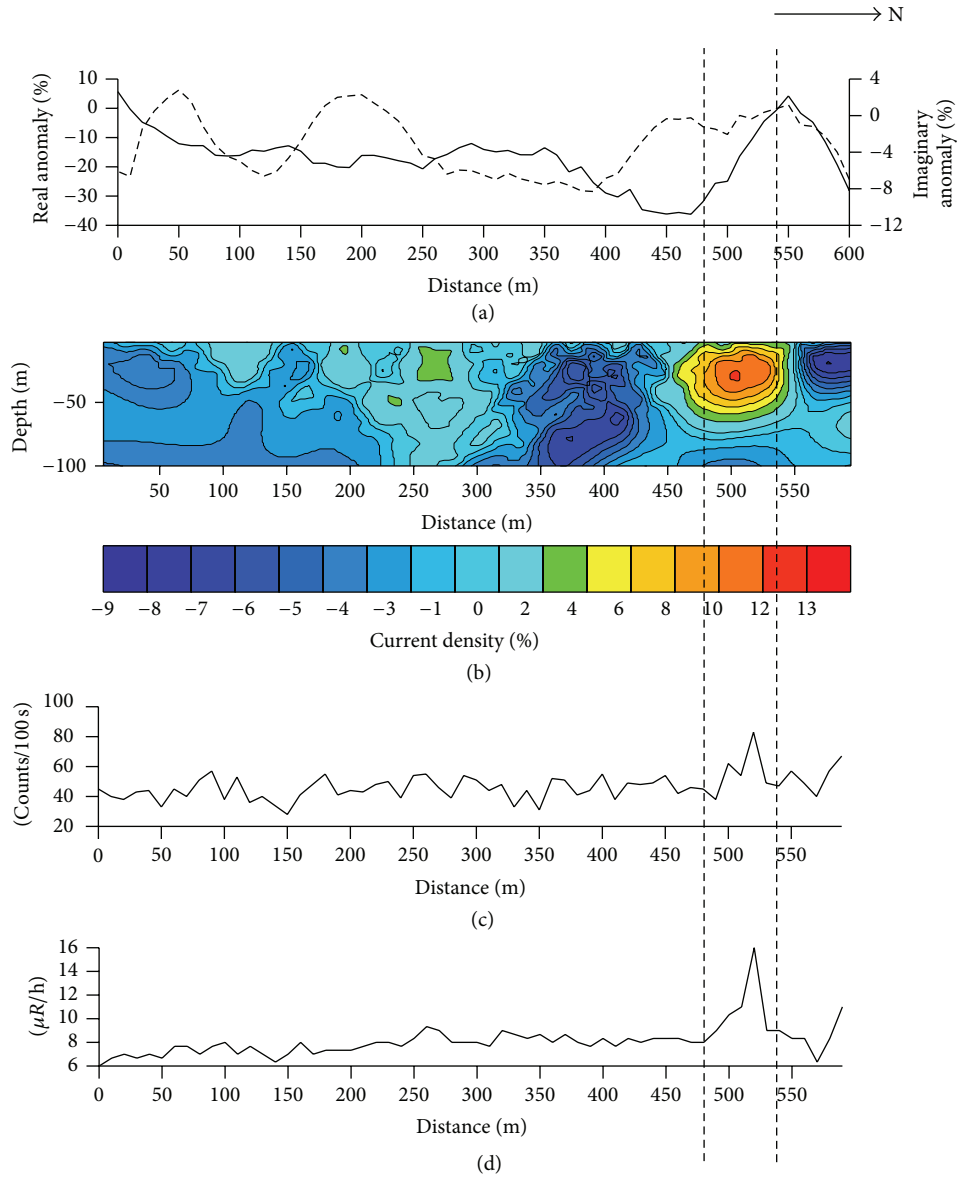 N
Real anomaly (%)
10
0
−10
−20
−30
−40
4
0
−4
−8
−12
Imaginary
anomaly (%)
0 50 100 150 200 250 300 350 400 450 500 550 600
Distance (m)
(a)
Depth (m)
−50
−100
50 100 150 200 250 300 350 400 450 500 550
Distance (m)
−9 −8 −7 −6 −5 −4 −3 −1 0 2 4 6 8 10 12 13
Current density (%)
(b)
(Counts/100 s)
100
80
60
40
20
0 50 100 150 200 250 300 350 400 450 500 550
Distance (m)
(c)
(μR/h)
16
14
12
10
8
6
0 50 100 150 200 250 300 350 400 450 500 550
Distance (m)
(d)